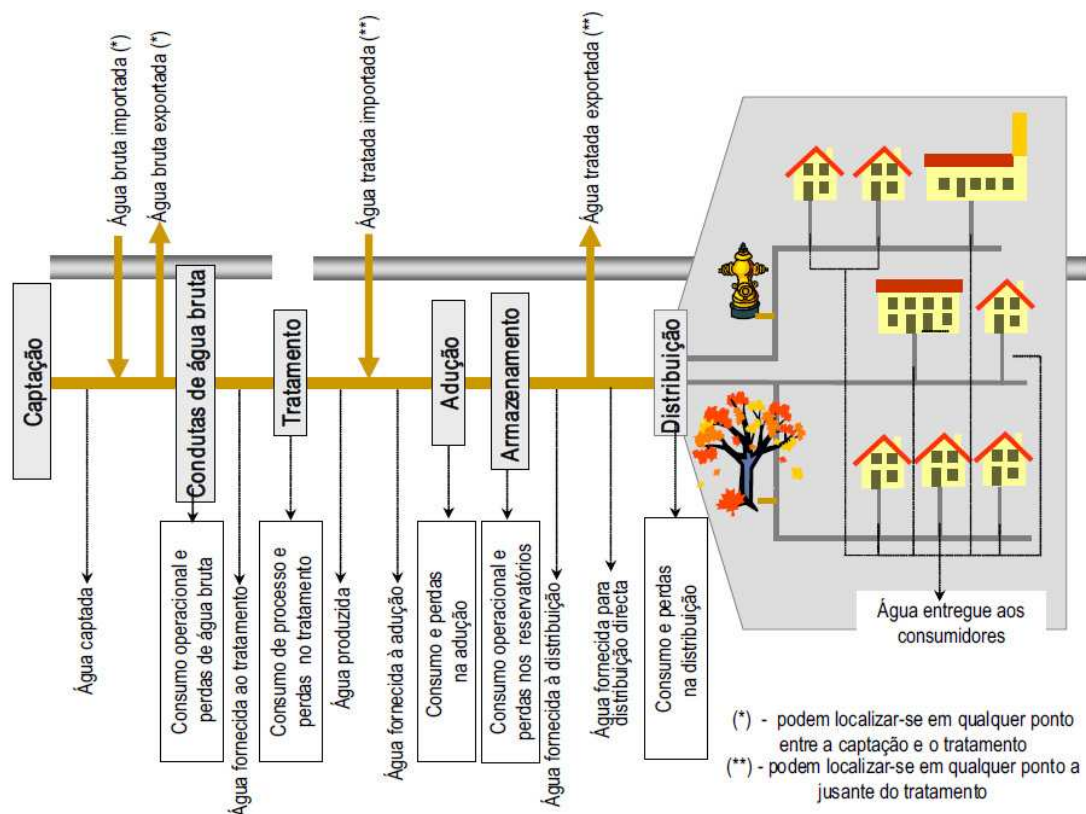 Água bruta importada (*)
Água bruta exportada (*)
Água tratada importada (**)
Água tratada exportada (**)
Captação
Condutas de água bruta
Tratamento
Adução
Armazenamento
Distribuição
Água captada
Consumo operacional e
perdas de água bruta
Água fornecida ao tratamento
Consumo de processo e
perdas no tratamento
Água produzida
Água fornecida à adução
Consumo e perdas
na adução
Consumo operacional e
perdas nos reservatórios
Água fornecida à distribuição
Água fornecida para
distribuição directa
Consumo e perdas
na distribuição
Água entregue aos
consumidores
(*) - podem localizar-se em qualquer ponto
entre a captação e o tratamento
(**) - podem localizar-se em qualquer ponto a
jusante do tratamento